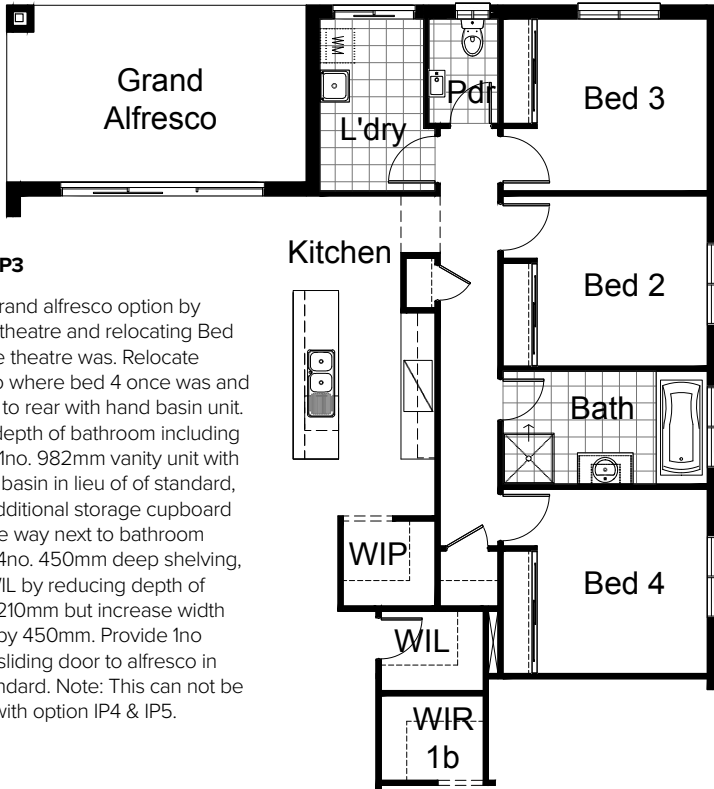 Grand
Alfresco
WM
L'dry
Pdr
Bed 3
Kitchen
Bed 2
Bath
WIP
Bed 4
WIL
WIR
1b
P3
rand alfresco option by
theatre and relocating Bed
e theatre was. Relocate
o where bed 4 once was and
to rear with hand basin unit.
depth of bathroom including
1no. 982mm vanity unit with
basin in lieu of of standard,
dditional storage cupboard
e way next to bathroom
4no. 450mm deep shelving,
WIL by reducing depth of
210mm but increase width
by 450mm. Provide 1no
sliding door to alfresco in
ndard. Note: This can not be
with option IP4 & IP5.